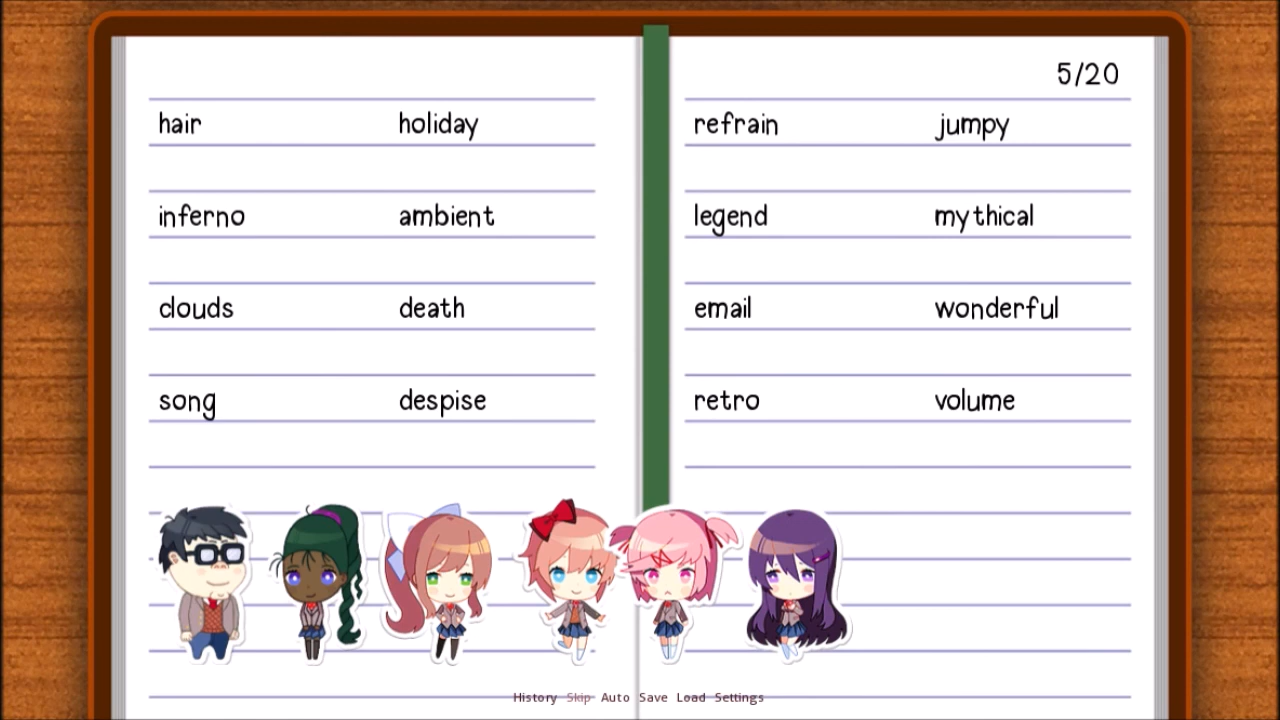 5/20
hair holiday refrain jumpy
inferno ambient legend mythical
clouds death email wonderful
song despise retro volume
History Skip Auto Save Load Settings